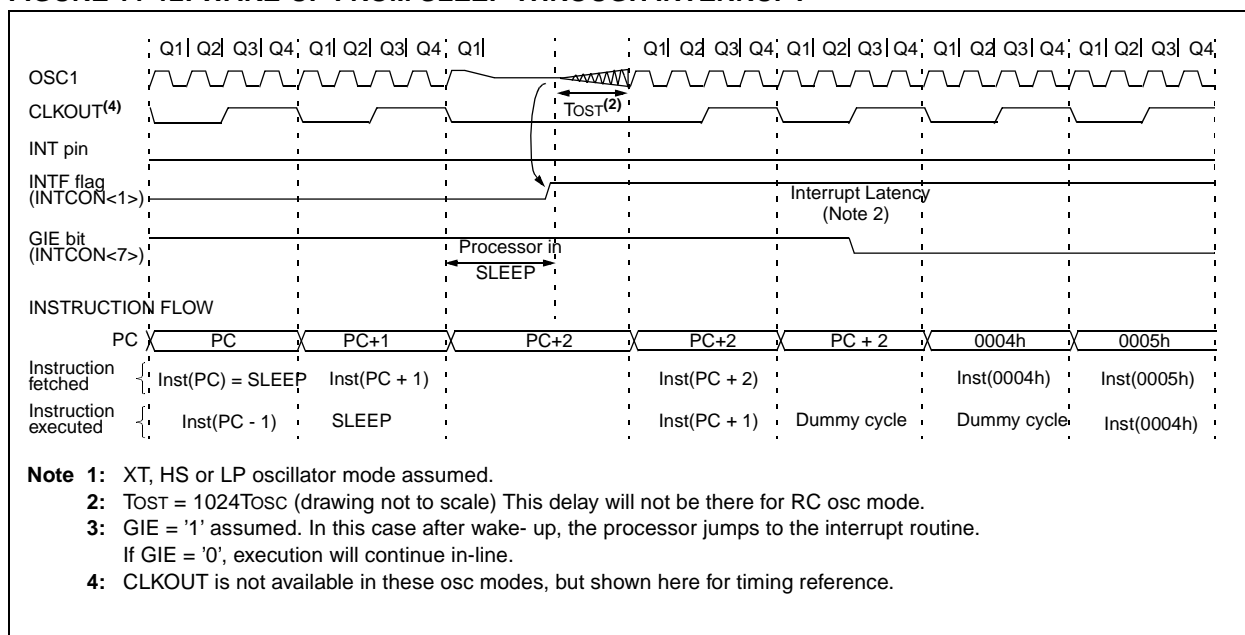 Q1 Q2 Q3 Q4 Q1 Q2 Q3 Q4 Q1 Q1 Q2 Q3 Q4 Q1 Q2 Q3 Q4 Q1 Q2 Q3 Q4 Q1 Q2 Q3 Q4
OSC1
TOST(2)
CLKOUT(4)
INT pin
INTF flag
(INTCON<1>)
Interrupt Latency
(Note 2)
GIE bit
(INTCON<7>)
Processor in
SLEEP
INSTRUCTION FLOW
PC PC PC+1 PC+2 PC+2 PC + 2 0004h 0005h
Instruction
fetched
Inst(PC) = SLEEP Inst(PC + 1) Inst(PC + 2) Inst(0004h) Inst(0005h)
Instruction
executed
Inst(PC - 1) SLEEP Inst(PC + 1) Dummy cycle Dummy cycle Inst(0004h)
Note 1: XT, HS or LP oscillator mode assumed.
2: TOST = 1024TOSC (drawing not to scale) This delay will not be there for RC osc mode.
3: GIE = '1' assumed. In this case after wake- up, the processor jumps to the interrupt routine.
If GIE = '0', execution will continue in-line.
4: CLKOUT is not available in these osc modes, but shown here for timing reference.